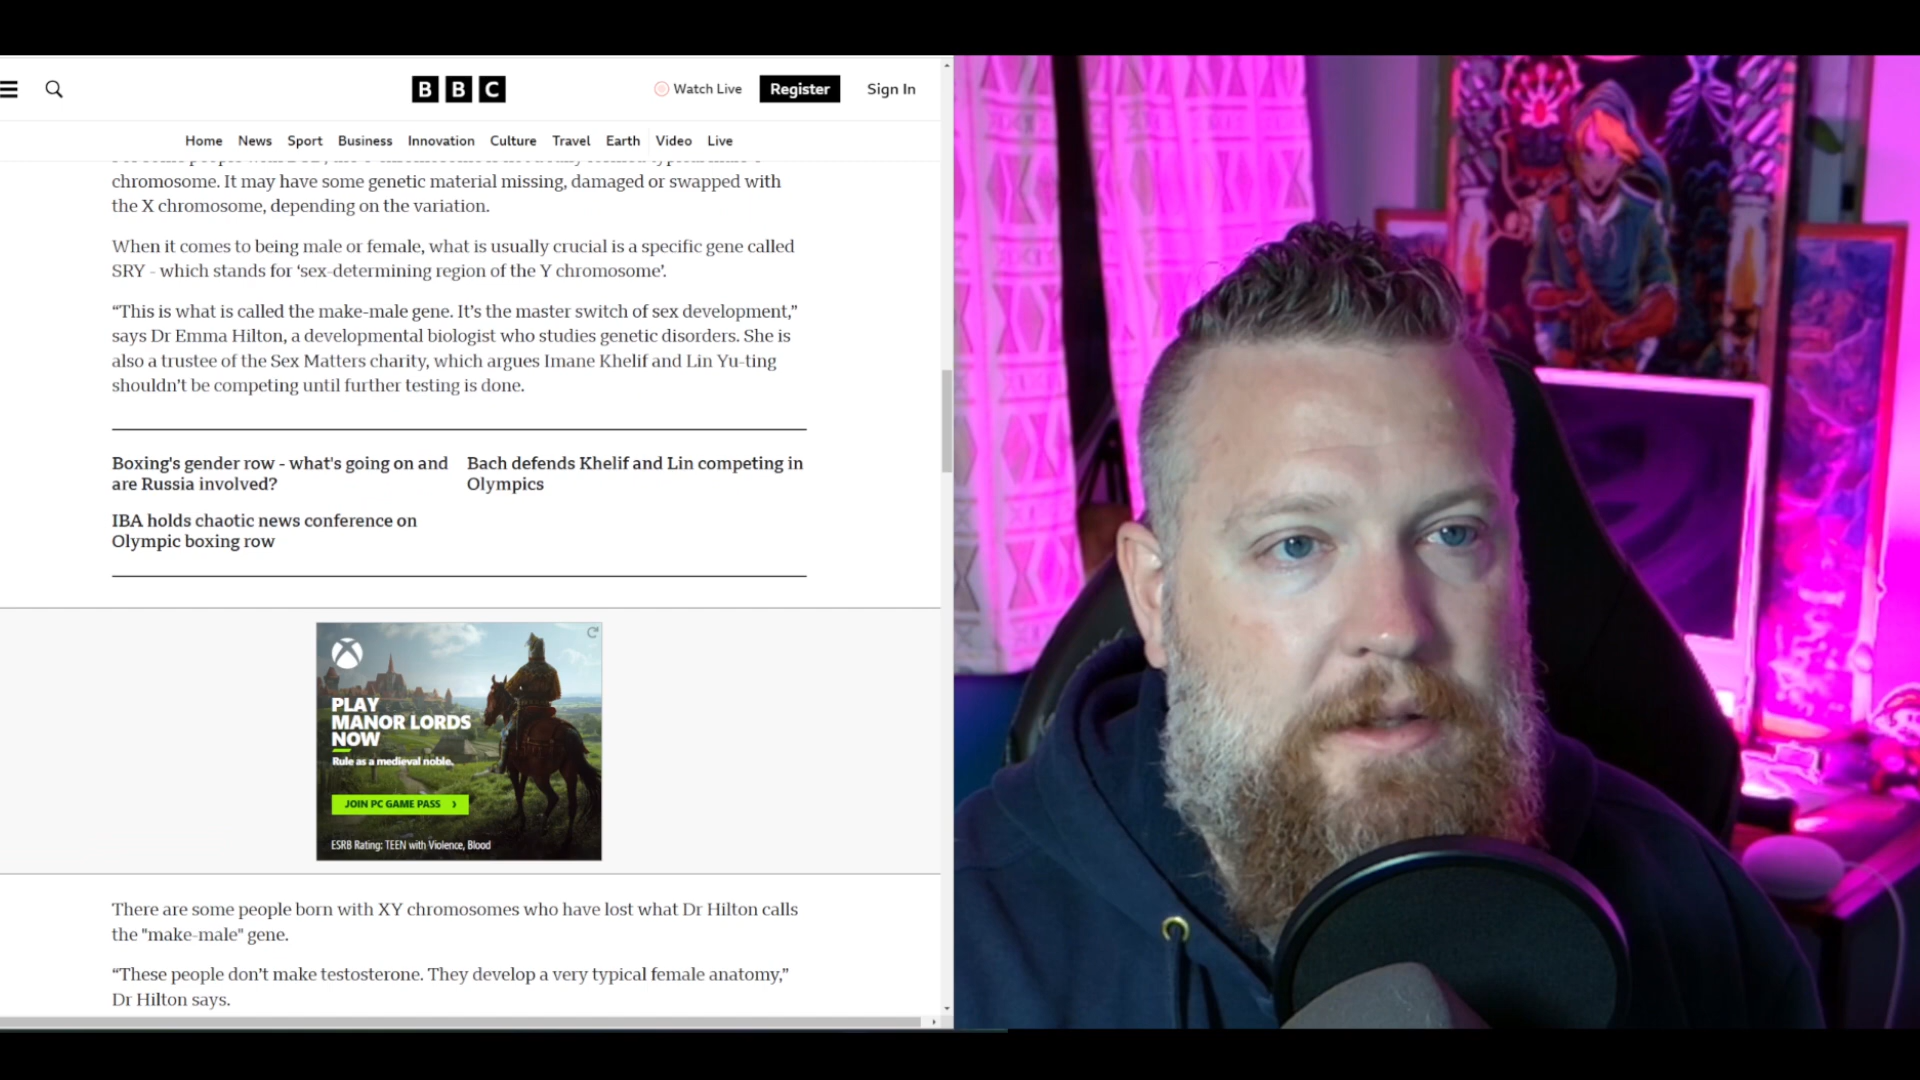 BBC
Watch Live
Register
Sign In
Home News Sport Business Innovation Culture Travel Earth Video Live
chromosome. It may have some genetic material missing, damaged or swapped with
the X chromosome, depending on the variation.
When it comes to being male or female, what is usually crucial is a specific gene called
SRY - which stands for ‘sex-determining region of the Y chromosome’.
“This is what is called the make-male gene. It’s the master switch of sex development,”
says Dr Emma Hilton, a developmental biologist who studies genetic disorders. She is
also a trustee of the Sex Matters charity, which argues Imane Khelif and Lin Yu-ting
shouldn’t be competing until further testing is done.
Boxing's gender row - what's going on and
are Russia involved?
Bach defends Khelif and Lin competing in
Olympics
IBA holds chaotic news conference on
Olympic boxing row
PLAY
MANOR LORDS
NOW
Rule as a medieval noble.
JOIN PC GAME PASS
ESRB Rating: TEEN with Violence, Blood
There are some people born with XY chromosomes who have lost what Dr Hilton calls
the "make-male" gene.
“These people don’t make testosterone. They develop a very typical female anatomy,”
Dr Hilton says.